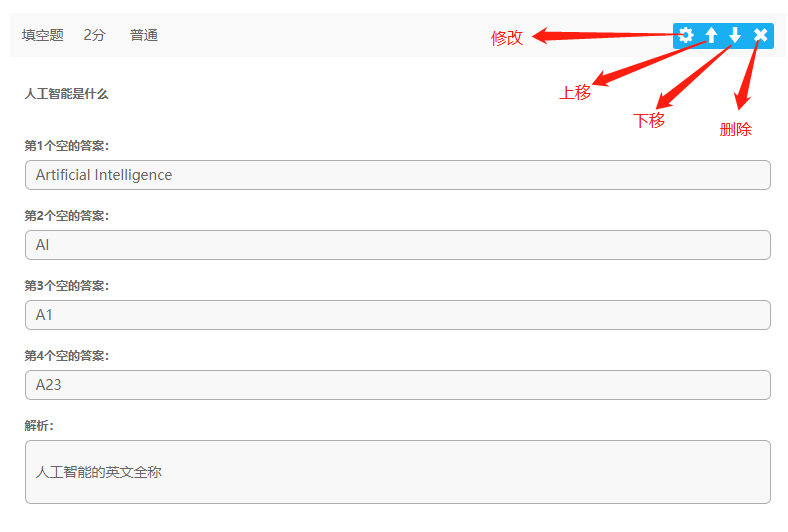 填空题 2分 普通
修改
上移
下移
删除
人工智能是什么
第1个空的答案：
Artificial Intelligence
第2个空的答案：
AI
第3个空的答案：
A1
第4个空的答案：
A23
解析：
人工智能的英文全称